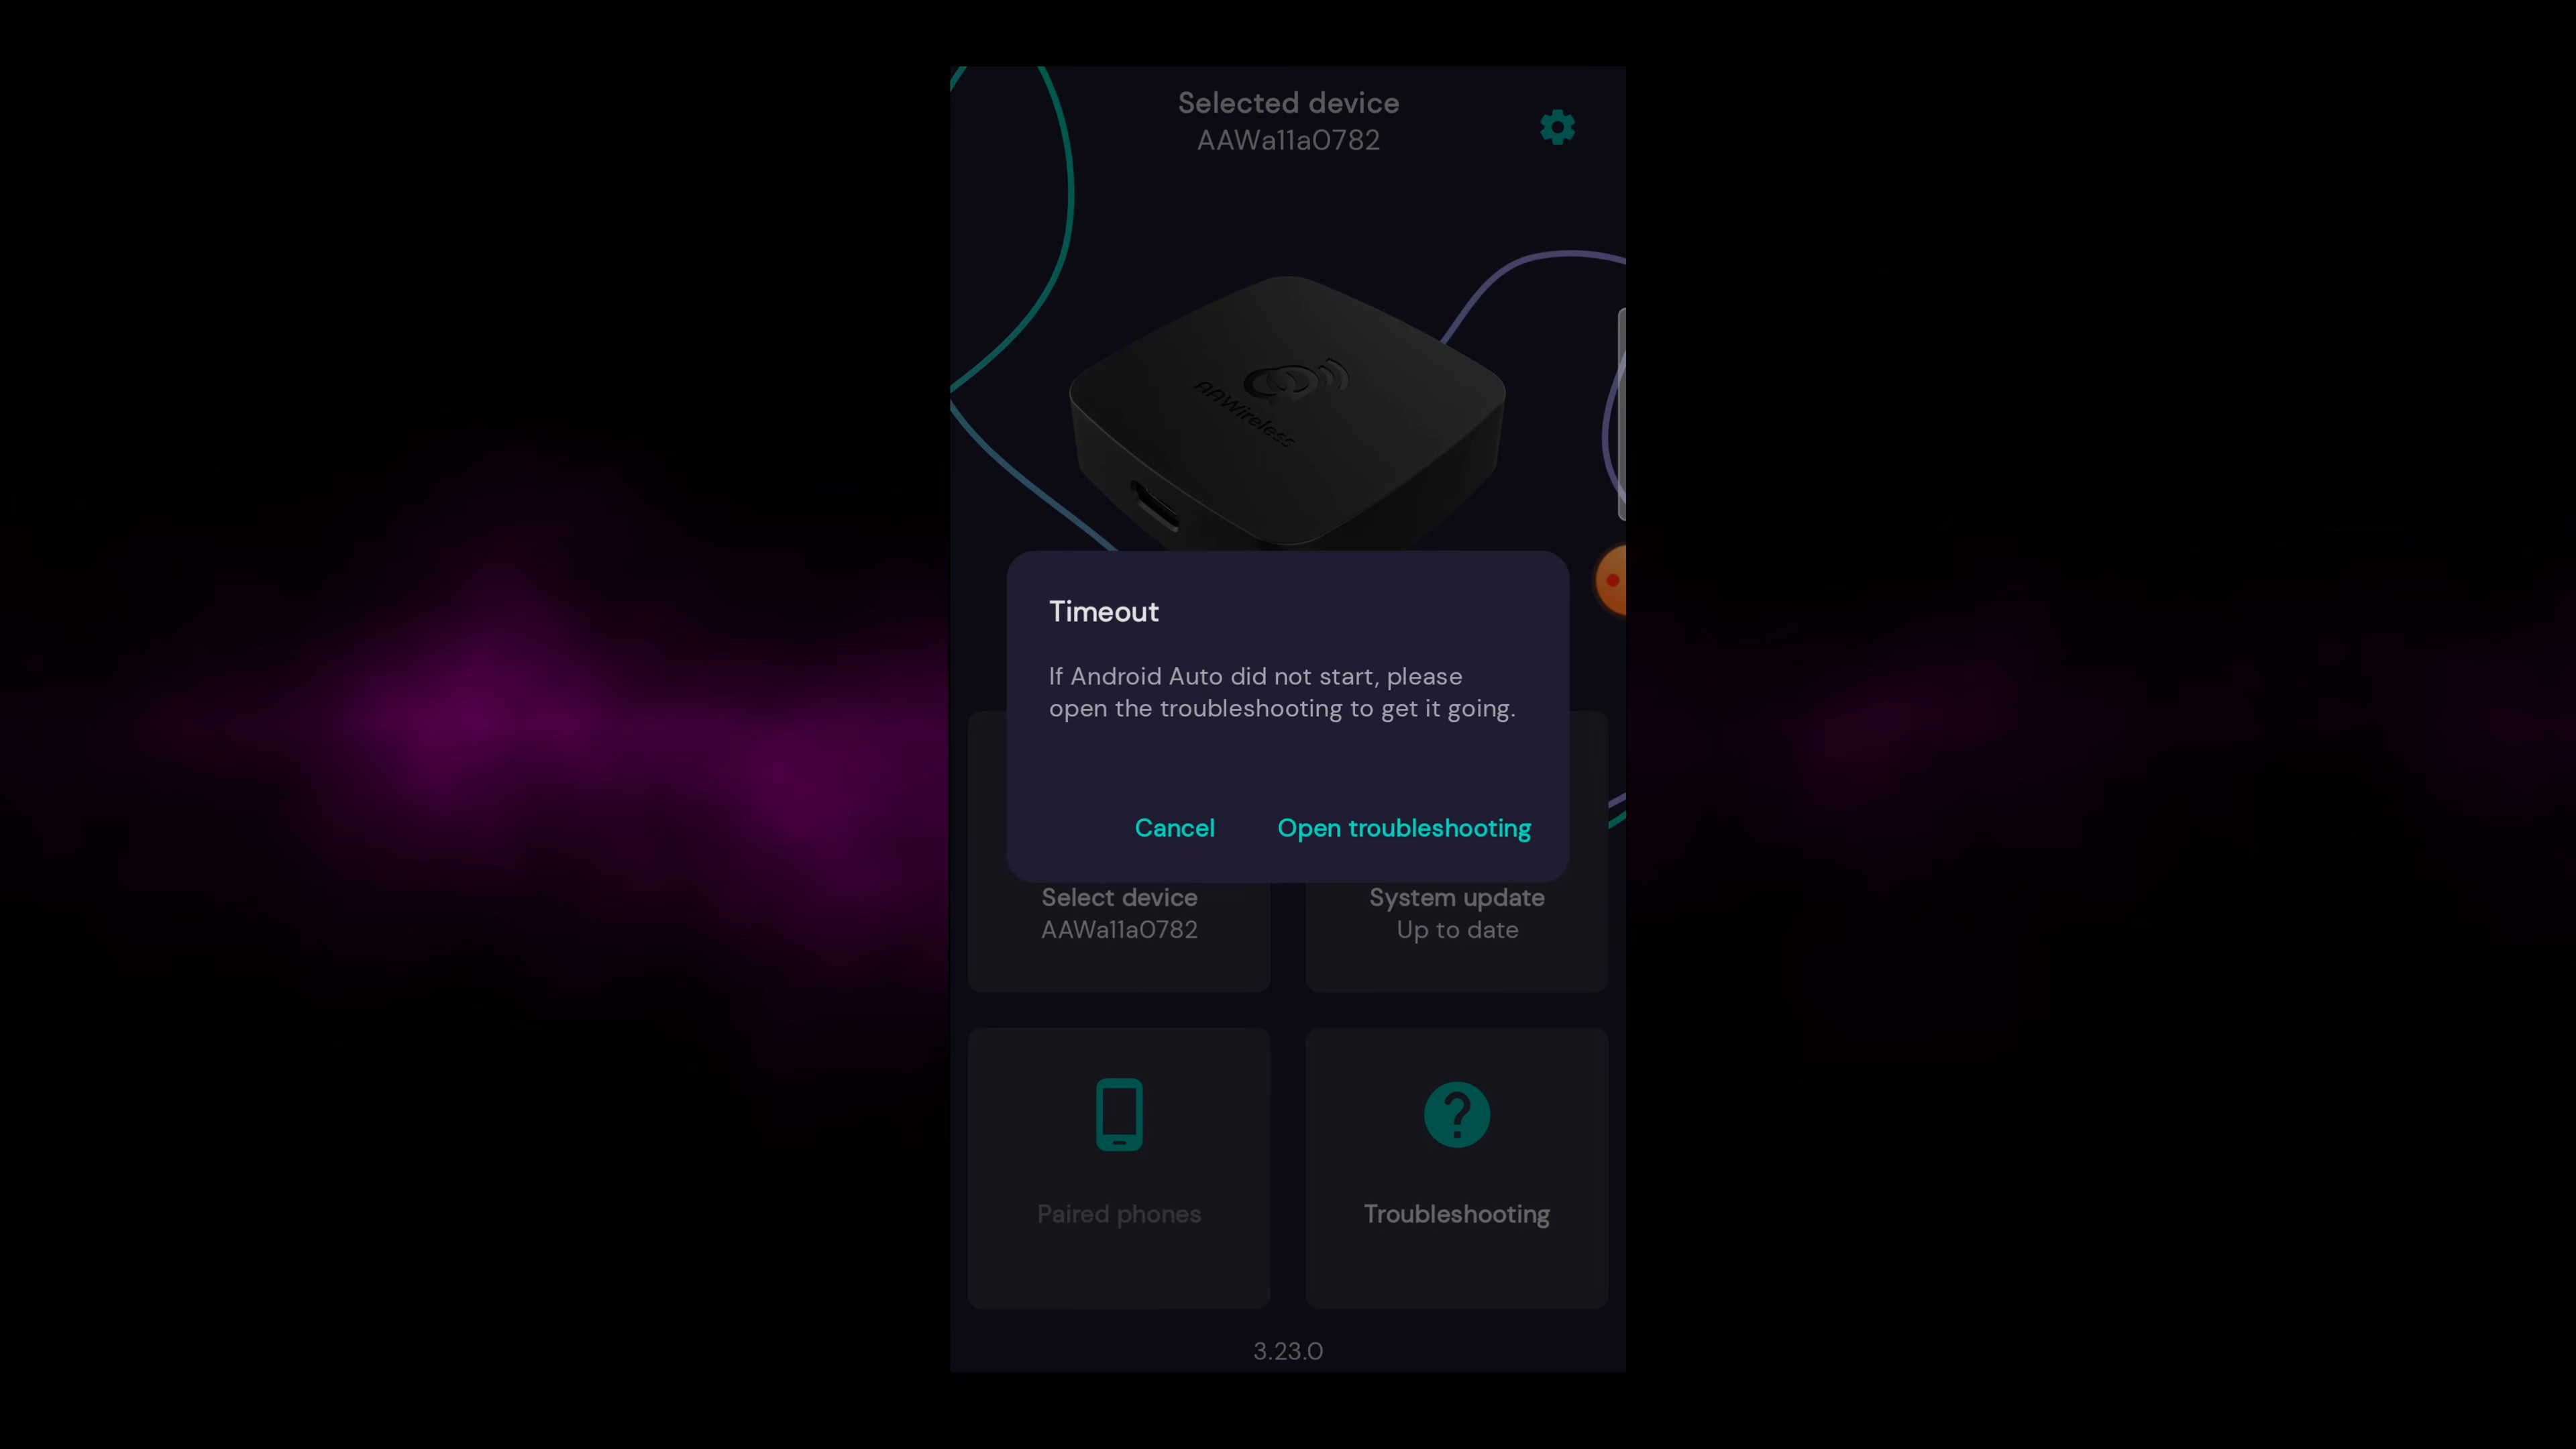 Selected device
AAWa11a0782
AAWireless
Timeout
If Android Auto did not start, please
open the troubleshooting to get it going.
Cancel
Open troubleshooting
Select device
AAWa11a0782
System update
Up to date
Paired phones
Troubleshooting
3.23.0